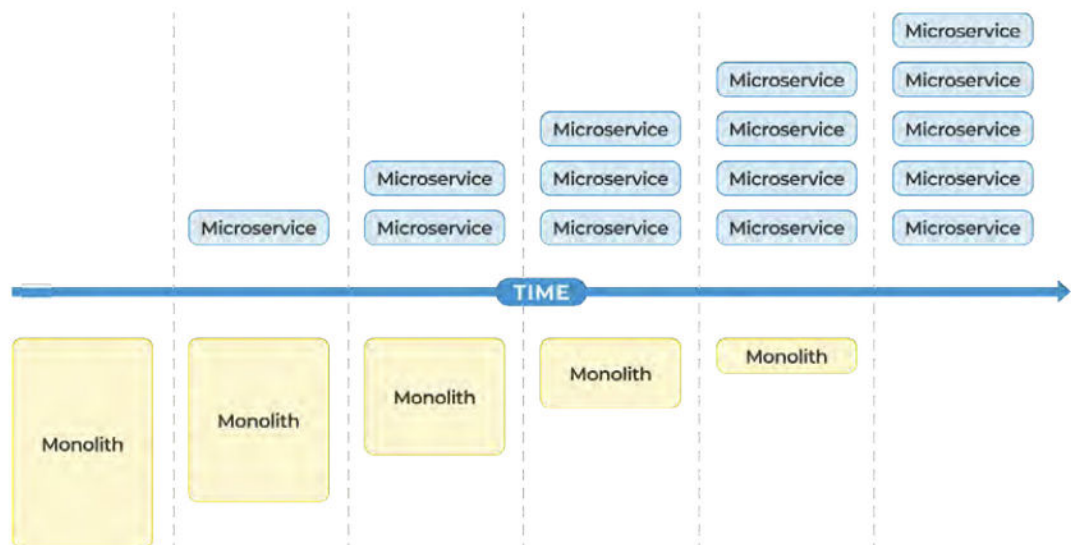 Microservice
Microservice Microservice
Microservice Microservice Microservice
Microservice Microservice Microservice Microservice
Microservice Microservice Microservice Microservice Microservice
TIME
Monolith Monolith Monolith Monolith Monolith